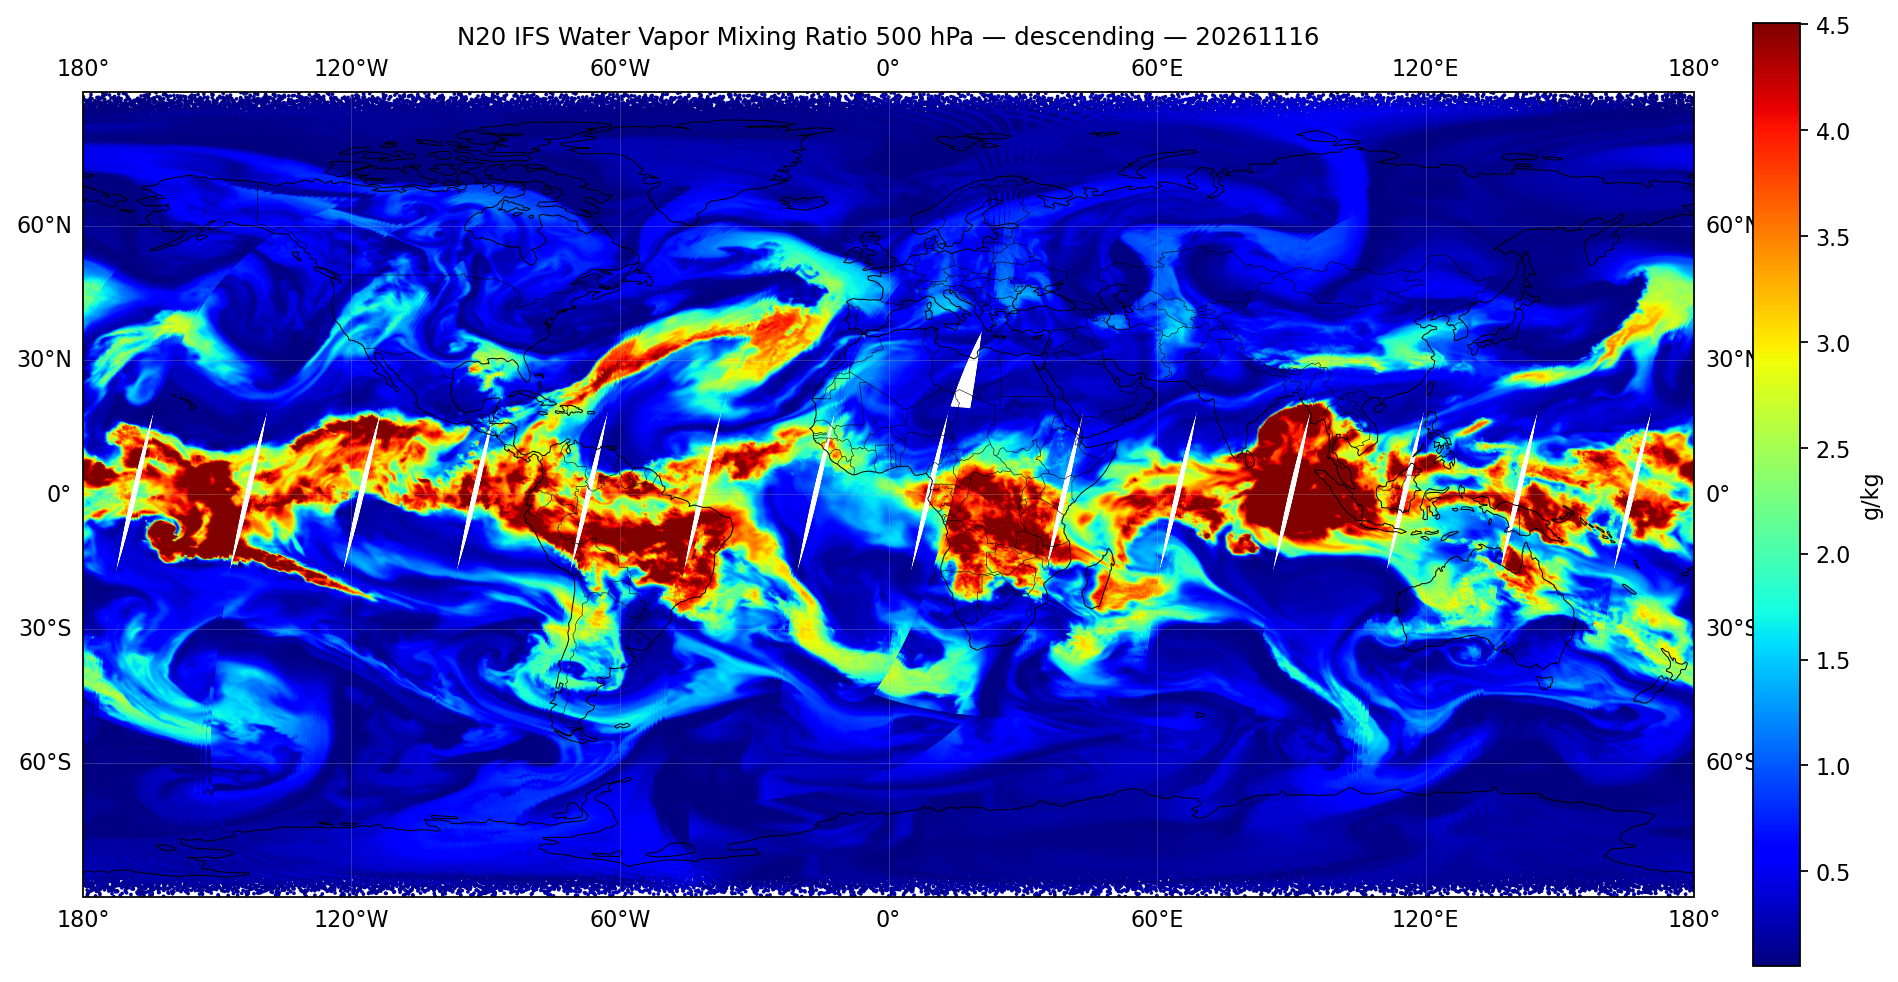 N20 IFS Water Vapor Mixing Ratio 500 hPa — descending — 20261116
180° 120°W 60°W 0° 60°E 120°E 180°
60°N 60°N
30°N 30°N
0° 0°
30°S 30°S
60°S 60°S
180° 120°W 60°W 0° 60°E 120°E 180°
4.5
4.0
3.5
3.0
2.5
2.0
1.5
1.0
0.5
g/kg